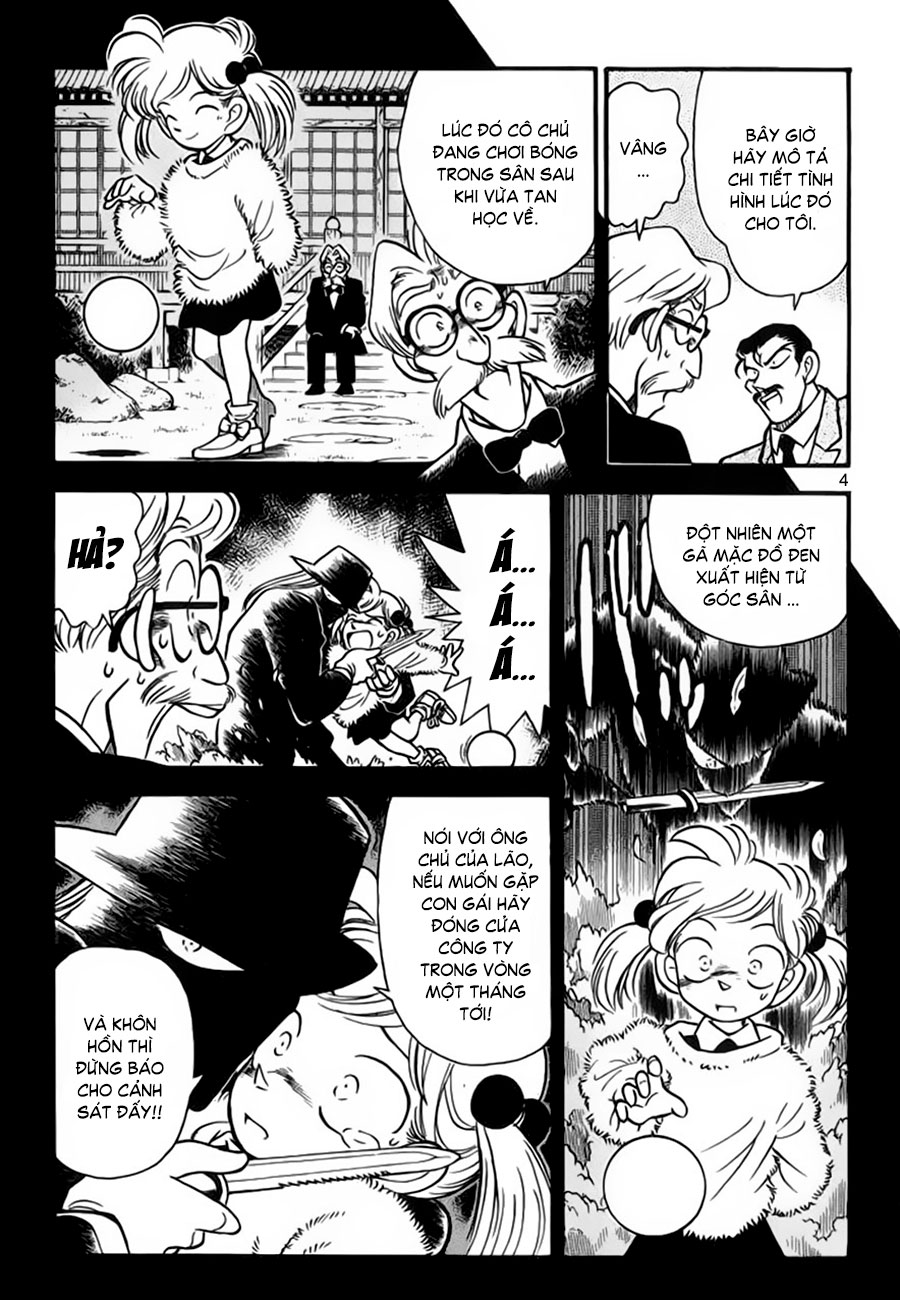 BÂY GIỜ
HÃY MÔ TẢ
CHI TIẾT TÌNH
HÌNH LÚC ĐÓ
CHO TÔI.
VÂNG
...
LÚC ĐÓ CÔ CHỦ
ĐANG CHƠI BÓNG
TRONG SÂN SAU
KHI VỪA TAN
HỌC VỀ.
4
ĐỘT NHIÊN MỘT
GÃ MẶC ĐỒ ĐEN
XUẤT HIỆN TỪ
GÓC SÂN ...
Á...
Á...
Á...
HẢ?
NÓI VỚI ÔNG
CHỦ CỦA LÃO,
NẾU MUỐN GẶP
CON GÁI HÃY
ĐÓNG CỬA
CÔNG TY
TRONG VÒNG
MỘT THÁNG
TỚI!
VÀ KHÔN
HỒN THÌ
ĐỪNG BÁO
CHO CẢNH
SÁT ĐẤY!!